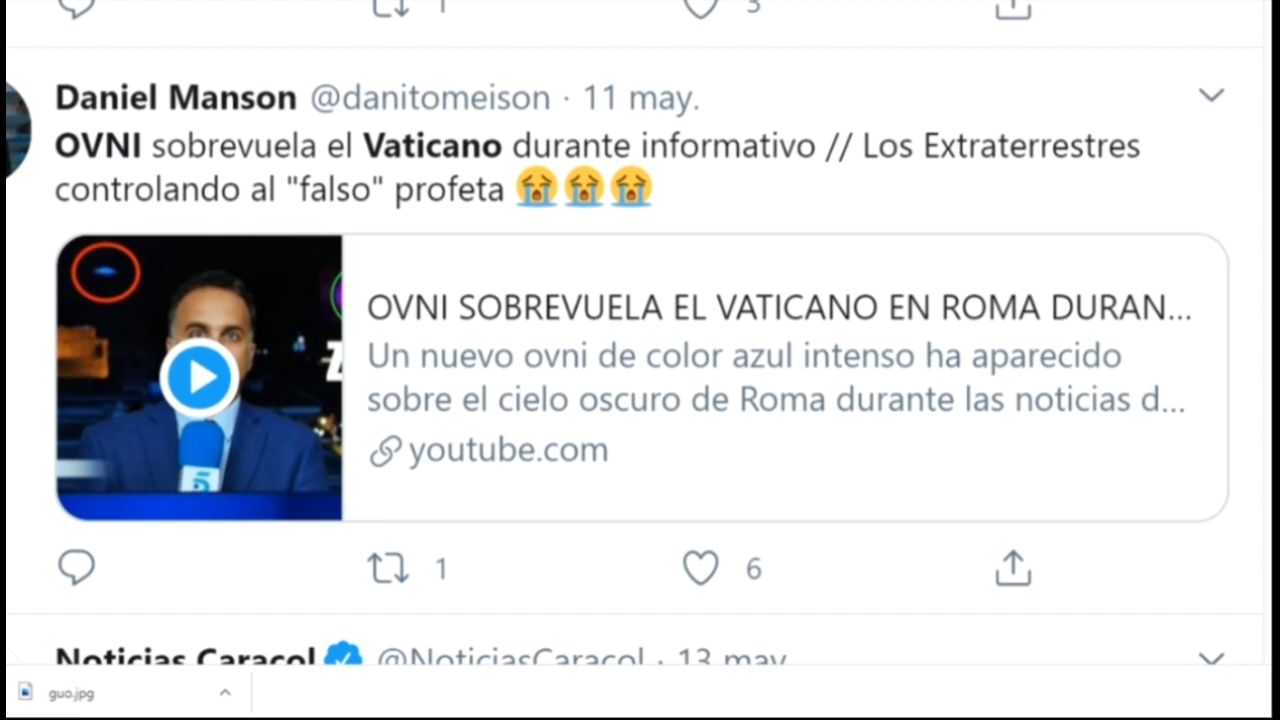 1 3
Daniel Manson @danitomeison · 11 may.
OVNI sobrevuela el Vaticano durante informativo // Los Extraterrestres
controlando al "falso" profeta
OVNI SOBREVUELA EL VATICANO EN ROMA DURAN...
Un nuevo ovni de color azul intenso ha aparecido
sobre el cielo oscuro de Roma durante las noticias d...
youtube.com
1 6
Noticias Caracol @NoticiasCaracol · 13 may
guo.jpg